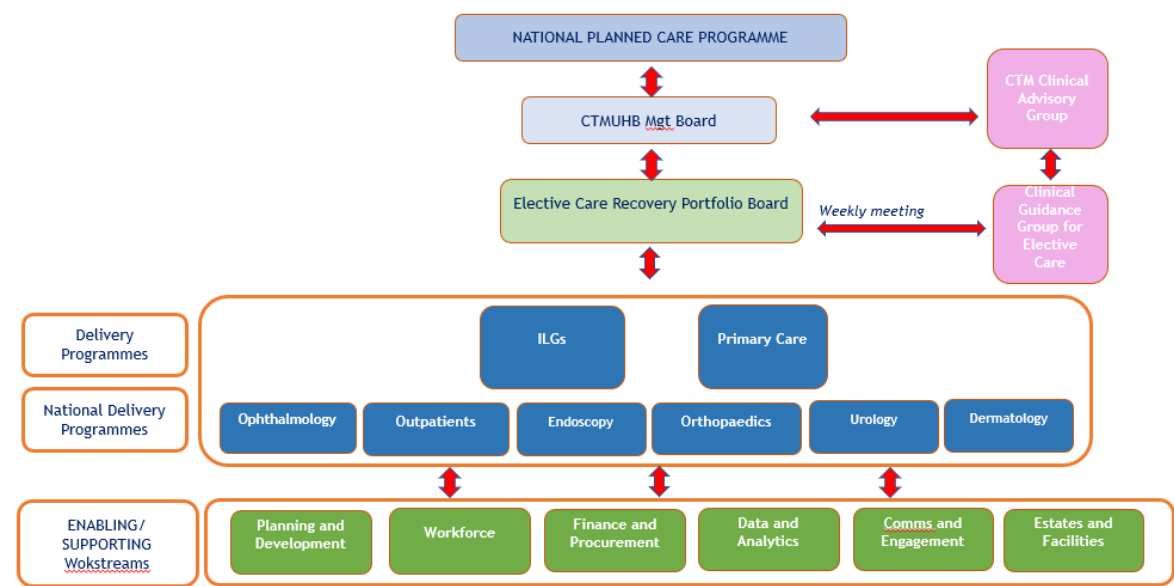 NATIONAL PLANNED CARE PROGRAMME
CTM Clinical
Advisory
Group
CTMUHB Mgt Board
Elective Care Recovery Portfolio Board
Weekly meeting
Clinical
Guidance
Group for
Elective
Care
Delivery
Programmes
ILGs
Primary Care
National Delivery
Programmes
Ophthalmology
Outpatients
Endoscopy
Orthopaedics
Urology
Dermatology
ENABLING/
SUPPORTING
Wokstreams
Planning and
Development
Workforce
Finance and
Procurement
Data and
Analytics
Comms and
Engagement
Estates and
Facilities